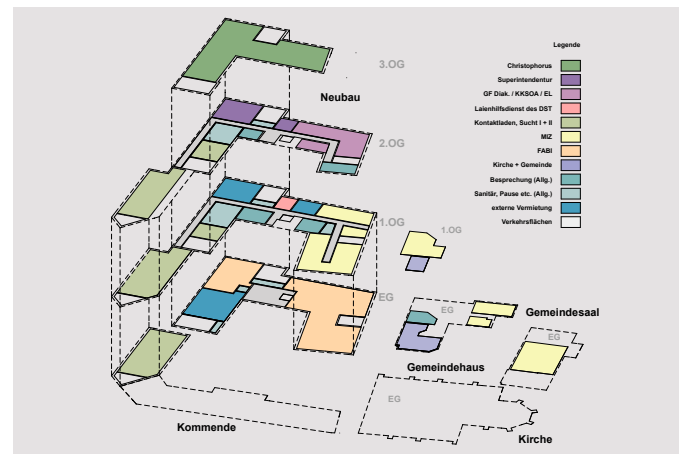 Legende
3.OG
Christophorus
Superintendentur
Neubau
GF Diak. / KKSOA / EL
Laienhilfsdienst des DST
Kontaktladen, Sucht I + II
2.OG
MIZ
FABI
Kirche + Gemeinde
Besprechung (Allg.)
Sanitär, Pause etc. (Allg.)
externe Vermietung
1.OG
Verkehrsflächen
1.OG
EG
EG
Gemeindesaal
EG
Gemeindehaus
EG
Kommende
Kirche